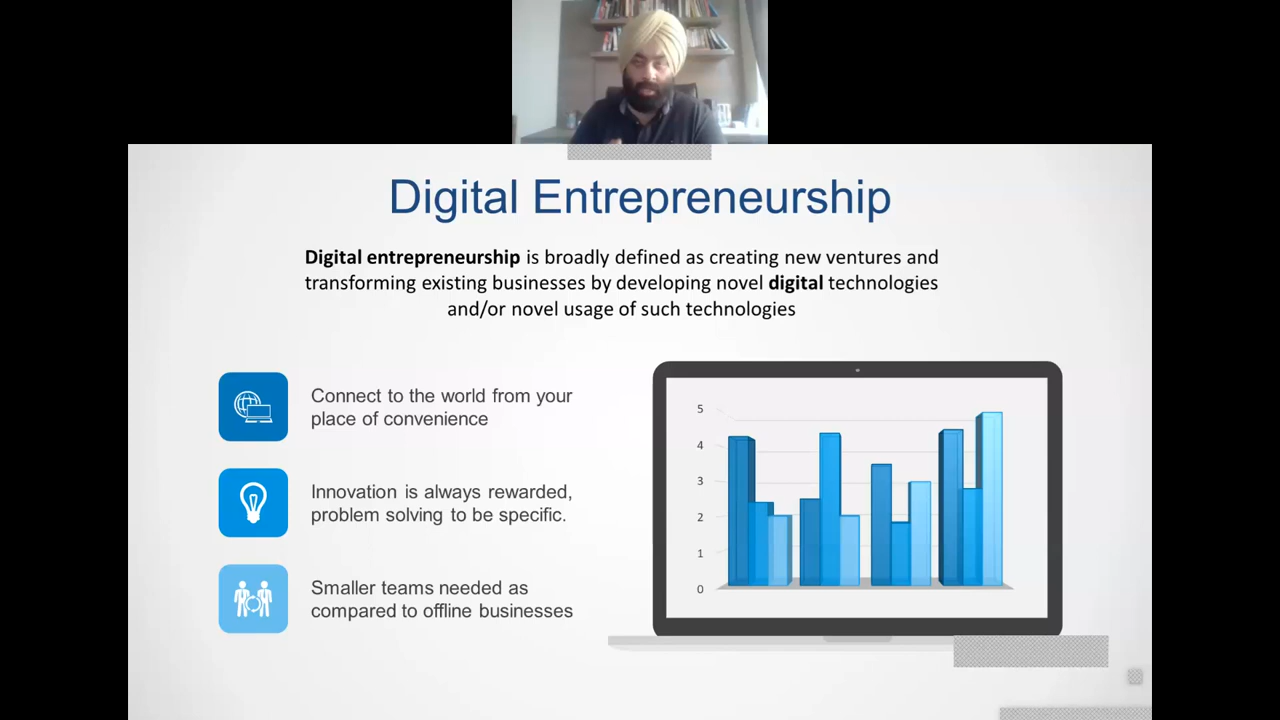 Digital Entrepreneurship
Digital entrepreneurship is broadly defined as creating new ventures and
transforming existing businesses by developing novel digital technologies
and/or novel usage of such technologies
Connect to the world from your
place of convenience
Innovation is always rewarded,
problem solving to be specific.
Smaller teams needed as
compared to offline businesses
5
4
3
2
1
0